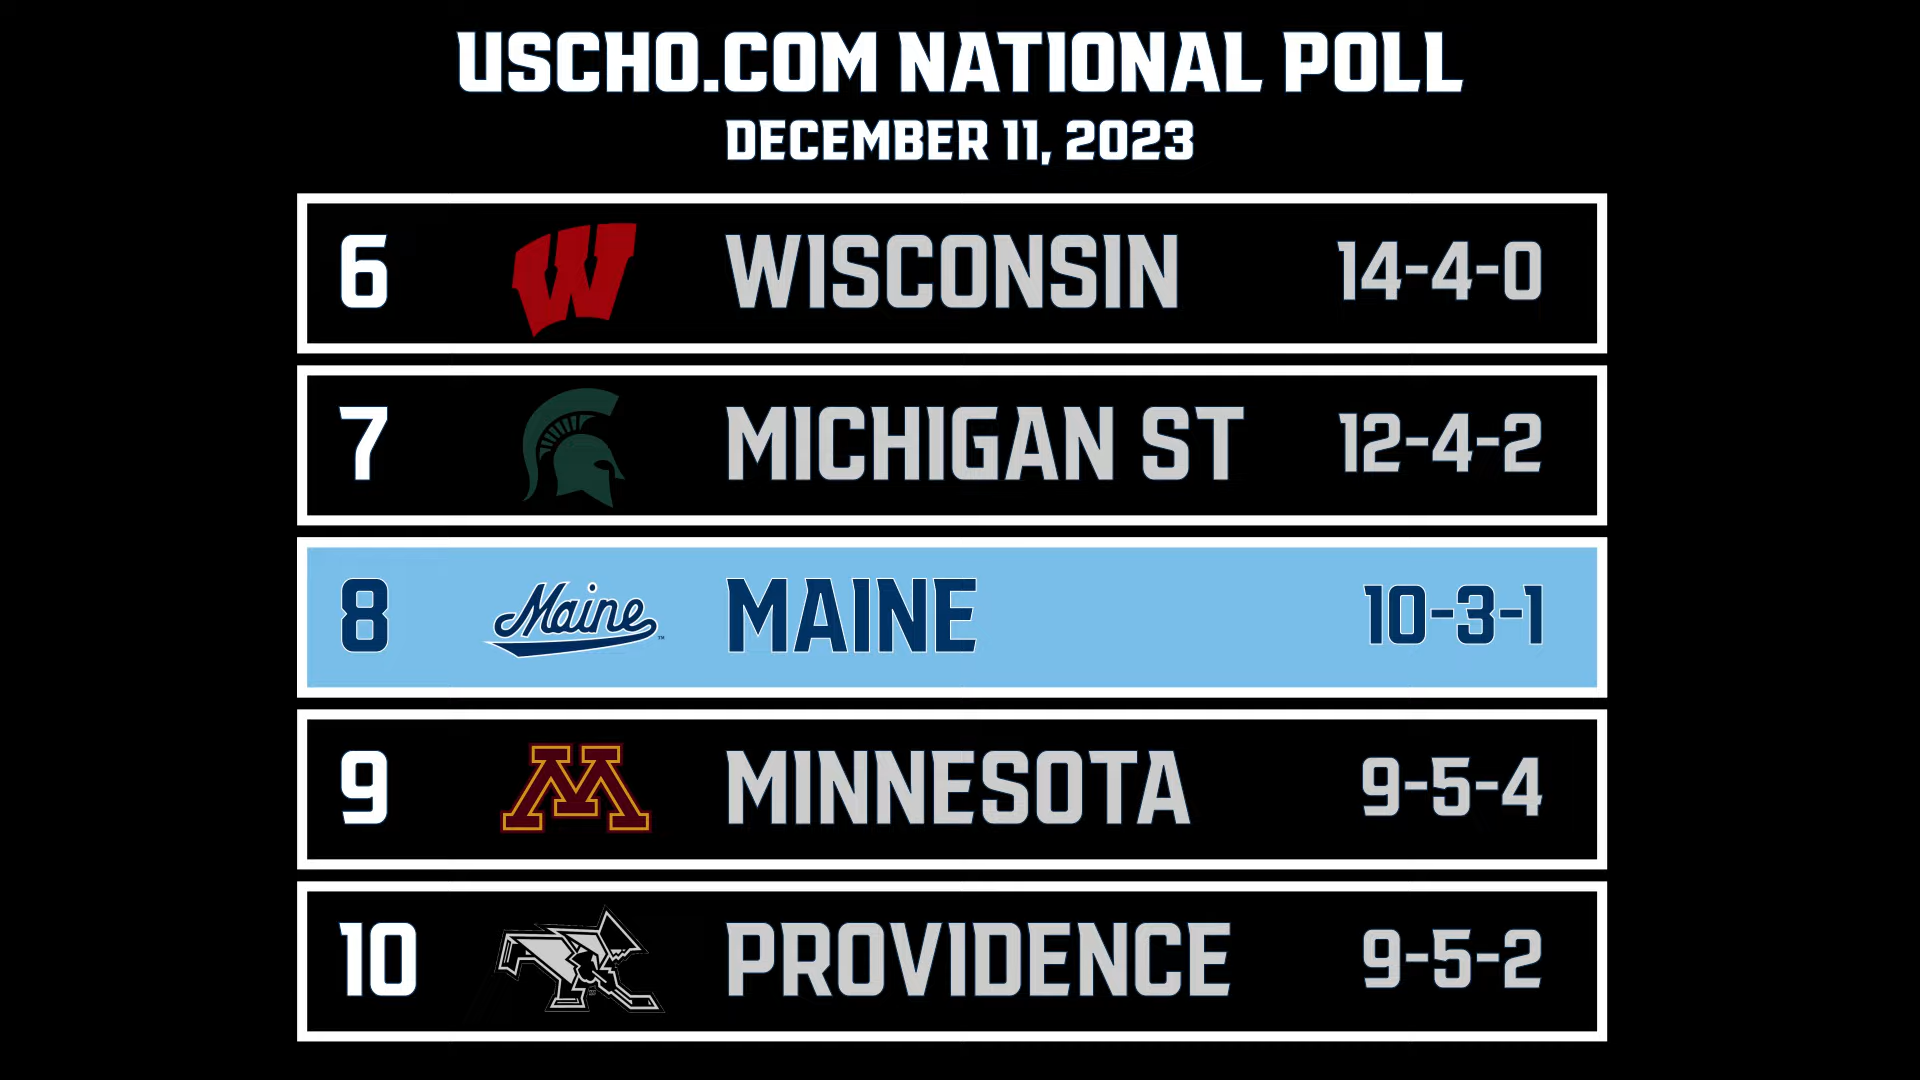 USCHO.COM NATIONAL POLL
DECEMBER 11, 2023
6 WISCONSIN 14-4-0
7 MICHIGAN ST 12-4-2
8 Maine MAINE 10-3-1
9 MINNESOTA 9-5-4
10 PROVIDENCE 9-5-2